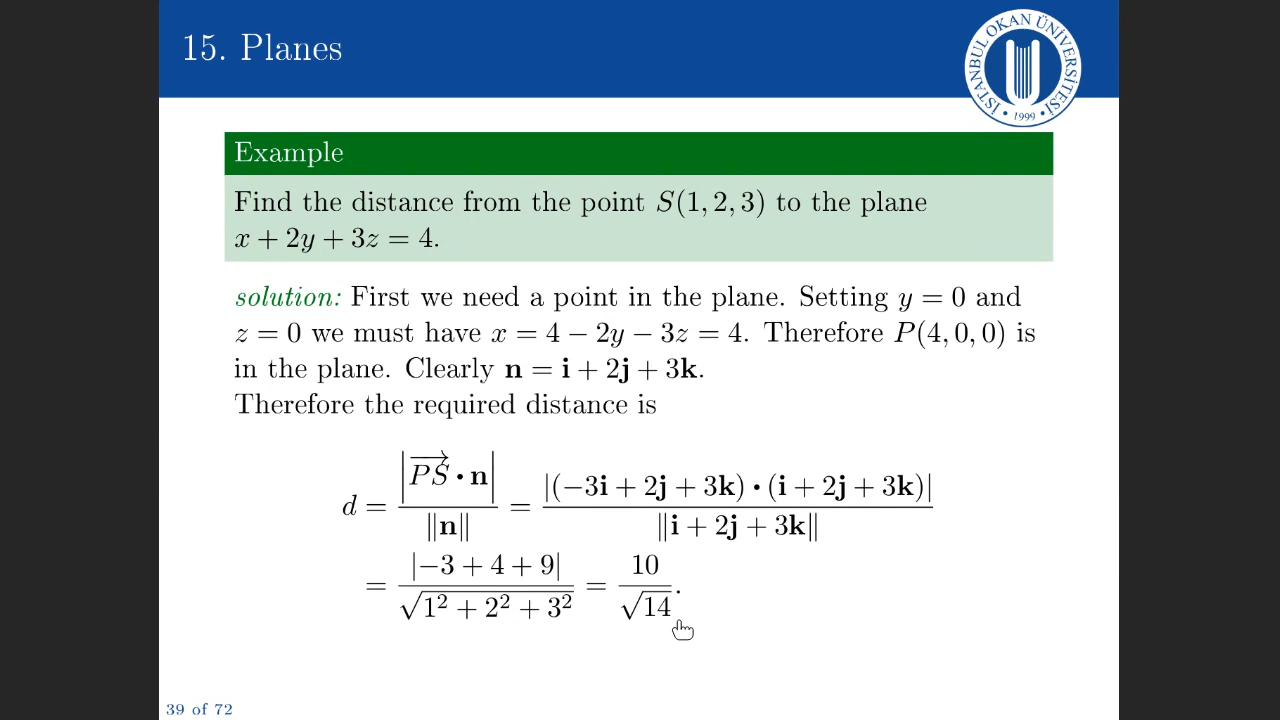 15. Planes
İSTANBUL OKAN ÜNİVERSİTESİ
• 1999 •
Example
Find the distance from the point S(1, 2, 3) to the plane
x + 2y + 3z = 4.
solution: First we need a point in the plane. Setting y = 0 and
z = 0 we must have x = 4 − 2y − 3z = 4. Therefore P(4, 0, 0) is
in the plane. Clearly n = i + 2j + 3k.
Therefore the required distance is
d = |PS⃗ • n| / ‖n‖ = |(−3i + 2j + 3k) • (i + 2j + 3k)| / ‖i + 2j + 3k‖
= |−3 + 4 + 9| / √(1² + 2² + 3²) = 10 / √14.
39 of 72